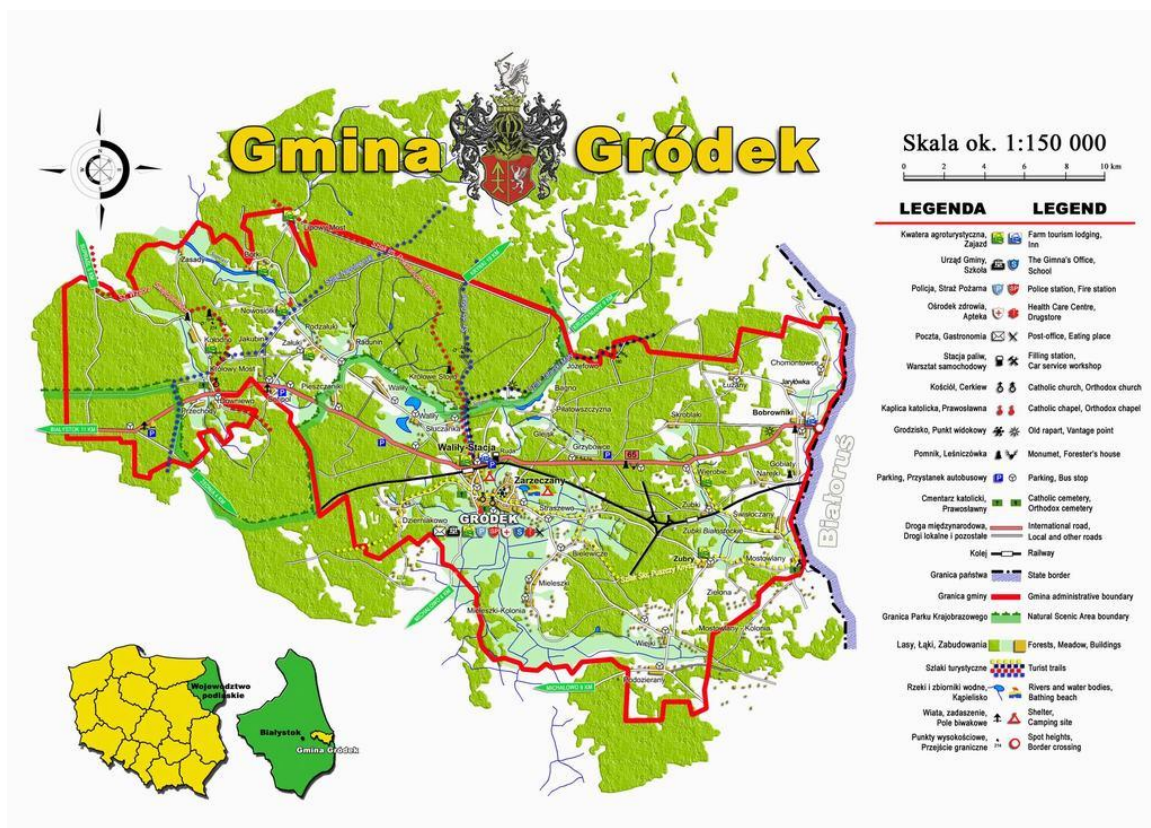 Gmina Gródek
Skala ok. 1:150 000
0 2 4 6 8 10 km
LEGENDA LEGEND
Kwatera agroturystyczna, Zajazd
Farm tourism lodging, Inn
Urząd Gminy, Szkoła
The Gimna's Office, School
Policja, Straż Pożarna
Police station, Fire station
Ośrodek zdrowia, Apteka
Health Care Centre, Drugstore
Poczta, Gastronomia
Post-office, Eating place
Stacja paliw, Warsztat samochodowy
Filling station, Car service workshop
Kościół, Cerkiew
Catholic church, Orthodox church
Kaplica katolicka, Prawosławna
Catholic chapel, Orthodox chapel
Grodzisko, Punkt widokowy
Old rapart, Vantage point
Pomnik, Leśniczówka
Monumet, Forester's house
Parking, Przystanek autobusowy
Parking, Bus stop
Cmentarz katolicki, Prawosławny
Catholic cemetery, Orthodox cemetery
Droga międzynarodowa, Drogi lokalne i pozostałe
International road, Local and other roads
Kolej
Railway
Granica państwa
State border
Granica gminy
Gmina administrative boundary
Granica Parku Krajobrazowego
Natural Scenic Area boundary
Lasy, Łąki, Zabudowania
Forests, Meadow, Buildings
Szlaki turystyczne
Turist trails
Rzeki i zbiorniki wodne, Kąpielisko
Rivers and water bodies, Bathing beach
Wiata, zadaszenie, Pole biwakowe
Shelter, Camping site
Punkty wysokościowe, Przejście graniczne
Spot heights, Border crossing
Lipowy Most
Zasady
Borki
Nowosiółki
Kołodno
Jakubin
Podzałuki
Załuki
Radunin
Królowy Most
Pieszczaniki
Przechody
Królowe Stojło
Waliły
Waliły
Słuczanka
Józefowo
Bagno
Piłatowszczyzna
Glejsk
Grzybowce
Łużany
Skroblaki
Chomontowce
Jaryłówka
Bobrowniki
Waliły-Stacja
65
Gobiaty
Narejki
Wierobie
Zarzeczany
Straszewo
Zubki
Zubki Białostockie
Świsłoczany
Dzierniakowo
GRÓDEK
Bielewicze
Zubry
Mostowlany
Zielona
Mieleszki
Mieleszki-Kolonia
Mostowlany - Kolonia
Wiejki
Podozierany
BIAŁYSTOK 11 KM
MICHAŁOWO 8 KM
Białoruś
Województwo podlaskie
Białystok
Gmina Gródek